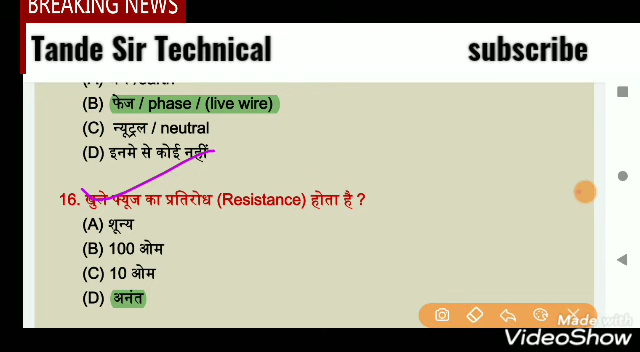 BREAKING NEWS
Tande Sir Technical subscribe
(B) फेज / phase / (live wire)
(C) न्यूट्रल / neutral
(D) इनमे से कोई नहीं
16. खुले फ्यूज का प्रतिरोध (Resistance) होता है ?
(A) शून्य
(B) 100 ओम
(C) 10 ओम
(D) अनंत
Made with
VideoShow